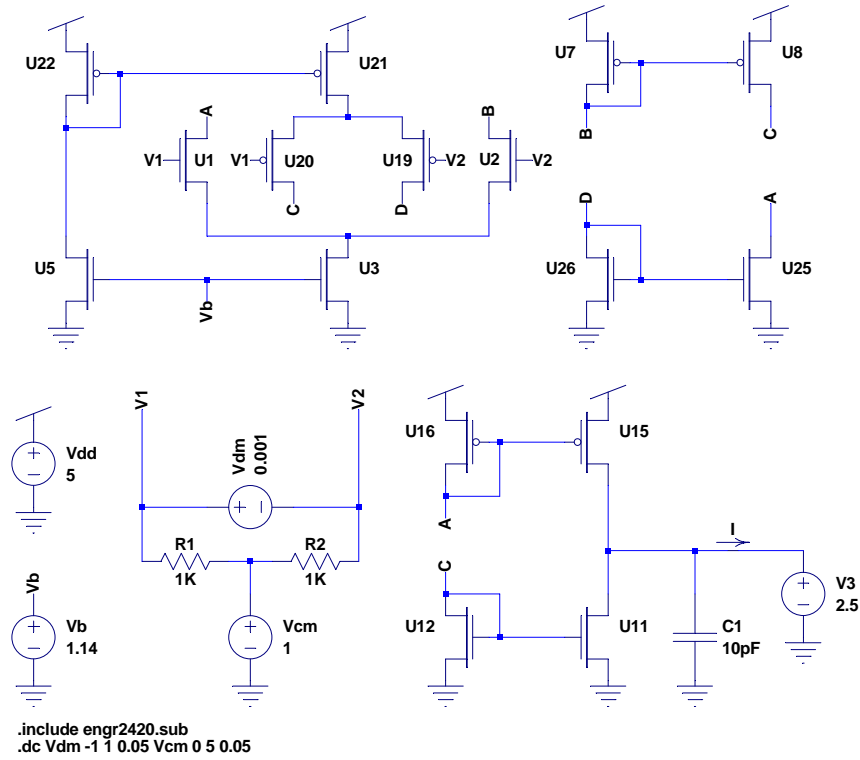 U22
U21
U7
U8
A
B
B
C
V1
U1
V1
U20
U19
V2
U2
V2
C
D
D
A
U5
U3
U26
U25
Vb
V1
V2
U16
U15
Vdd
5
Vdm
0.001
A
I
R1
1K
R2
1K
C
V3
2.5
Vb
Vb
1.14
Vcm
1
U12
U11
C1
10pF
.include engr2420.sub
.dc Vdm -1 1 0.05 Vcm 0 5 0.05